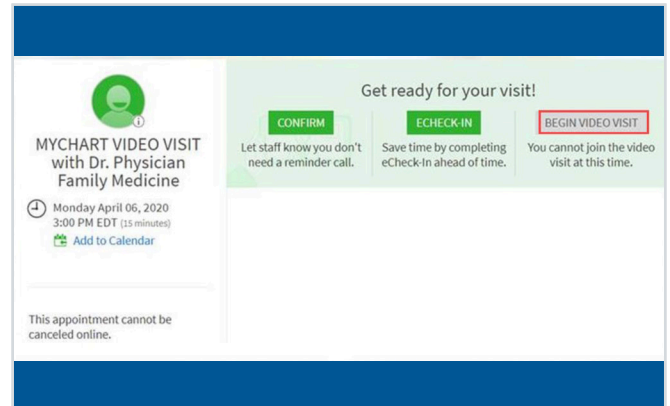 MYCHART VIDEO VISIT
with Dr. Physician
Family Medicine
Monday April 06, 2020
3:00 PM EDT (15 minutes)
Add to Calendar
This appointment cannot be
canceled online.
Get ready for your visit!
CONFIRM
Let staff know you don't
need a reminder call.
ECHECK-IN
Save time by completing
eCheck-In ahead of time.
BEGIN VIDEO VISIT
You cannot join the video
visit at this time.